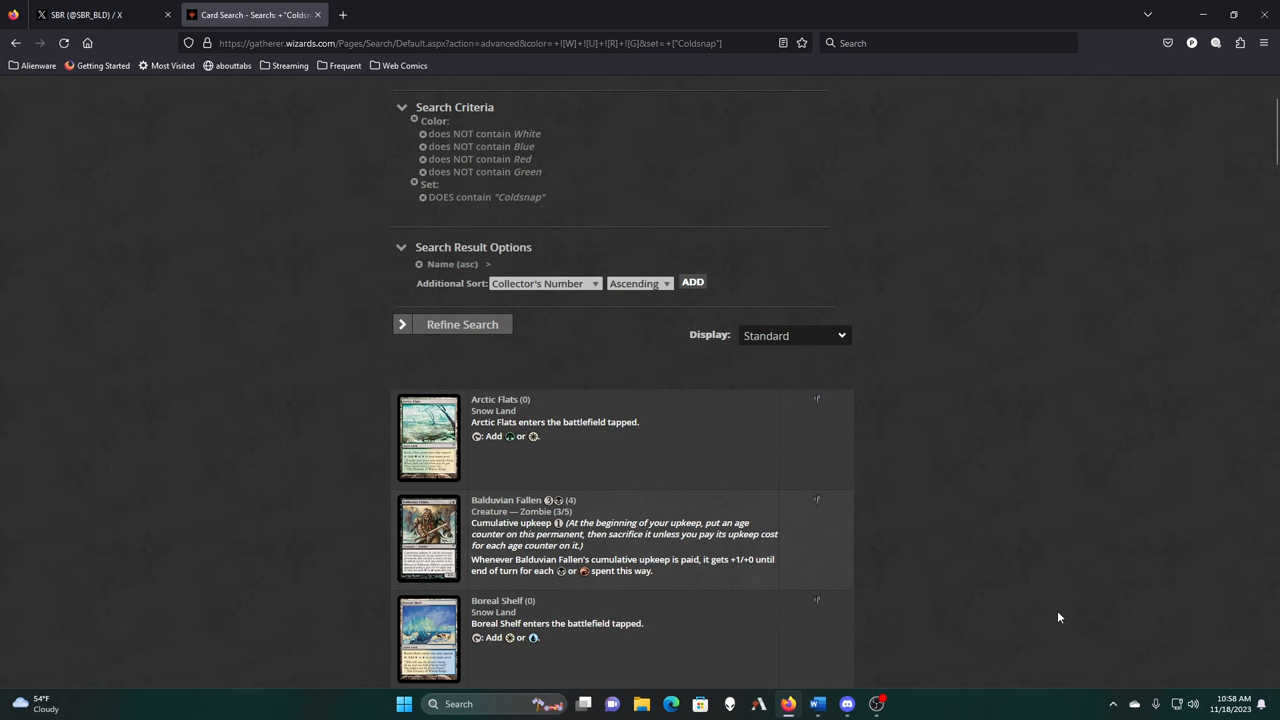 SBR (@SBR_BLD) / X
Card Search - Search: +"Coldsn
https://gatherer.wizards.com/Pages/Search/Default.aspx?action=advanced&color= +![W]+![U]+![R]+![G]&set= +["Coldsnap"]
Search
Alienware
Getting Started
Most Visited
abouttabs
Streaming
Frequent
Web Comics
Search Criteria
Color:
does NOT contain White
does NOT contain Blue
does NOT contain Red
does NOT contain Green
Set:
DOES contain "Coldsnap"
Search Result Options
Name (asc) >
Additional Sort: Collector's Number Ascending ADD
Refine Search
Display: Standard
Arctic Flats (0)
Snow Land
Arctic Flats enters the battlefield tapped.
: Add or .
Balduvian Fallen 3 (4)
Creature — Zombie (3/5)
Cumulative upkeep 1 (At the beginning of your upkeep, put an age
counter on this permanent, then sacrifice it unless you pay its upkeep cost
for each age counter on it.)
Whenever Balduvian Fallen's cumulative upkeep is paid, it gets +1/+0 until
end of turn for each or spent this way.
Boreal Shelf (0)
Snow Land
Boreal Shelf enters the battlefield tapped.
: Add or .
54°F
Cloudy
Search
10:58 AM
11/18/2023